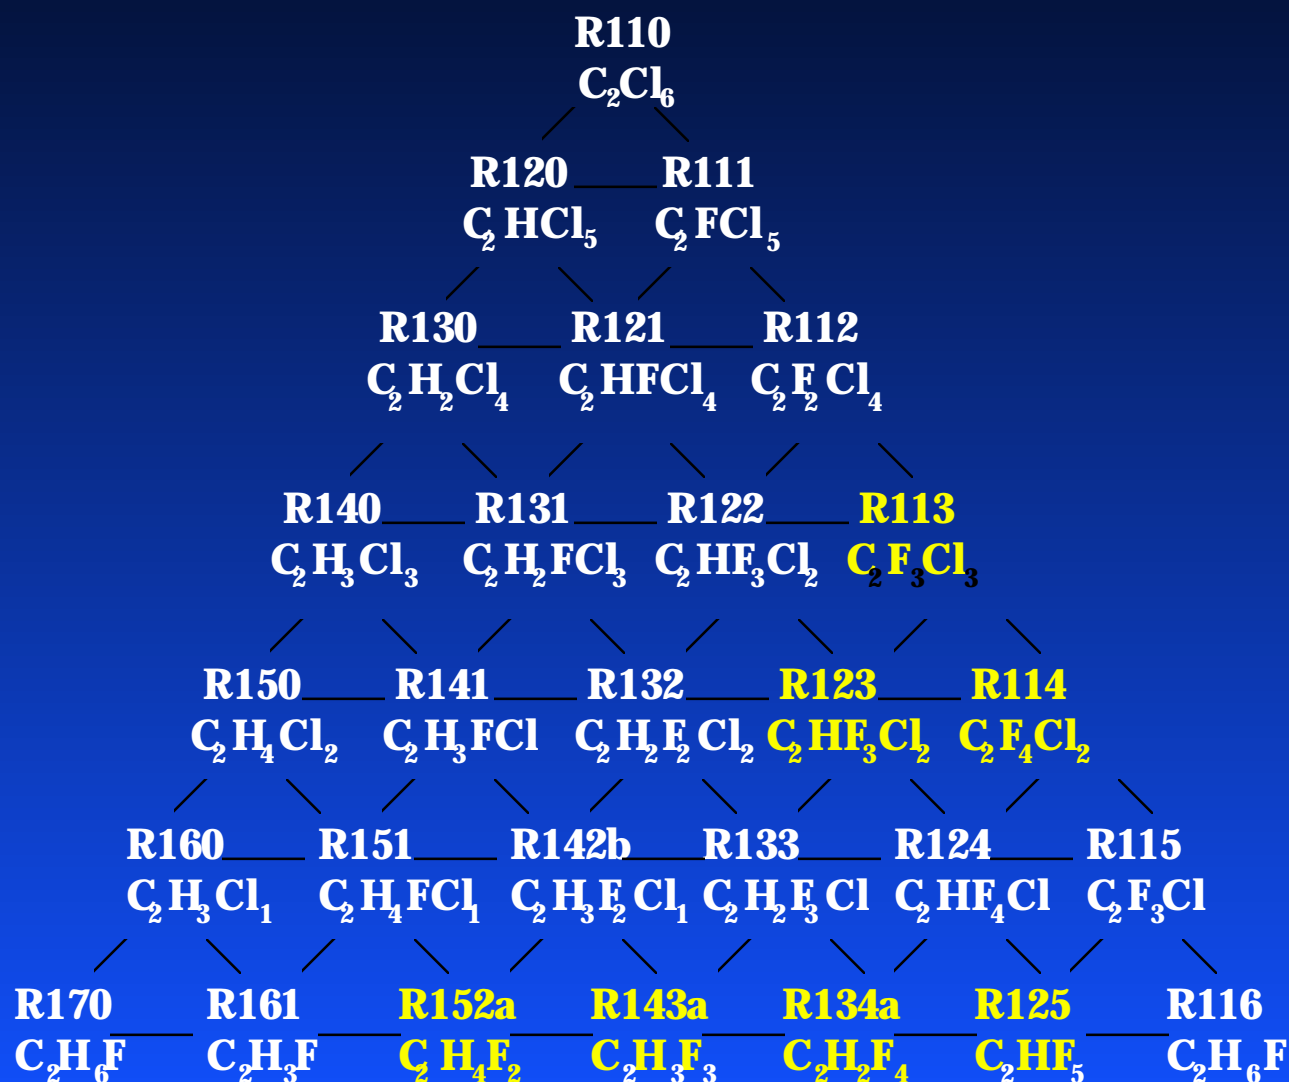 R110
C₂Cl₆
R120 R111
C₂HCl₅ C₂FCl₅
R130 R121 R112
C₂H₂Cl₄ C₂HFCl₄ C₂F₂Cl₄
R140 R131 R122 R113
C₂H₃Cl₃ C₂H₂FCl₃ C₂HF₃Cl₂ C₂F₃Cl₃
R150 R141 R132 R123 R114
C₂H₄Cl₂ C₂H₃FCl C₂H₂F₂Cl₂ C₂HF₃Cl₂ C₂F₄Cl₂
R160 R151 R142b R133 R124 R115
C₂H₃Cl₁ C₂H₄FCl₁ C₂H₃F₂Cl₁ C₂H₂F₃Cl C₂HF₄Cl C₂F₃Cl
R170 R161 R152a R143a R134a R125 R116
C₂H₆F C₂H₃F C₂H₄F₂ C₂H₃F₃ C₂H₂F₄ C₂HF₅ C₂H₆F